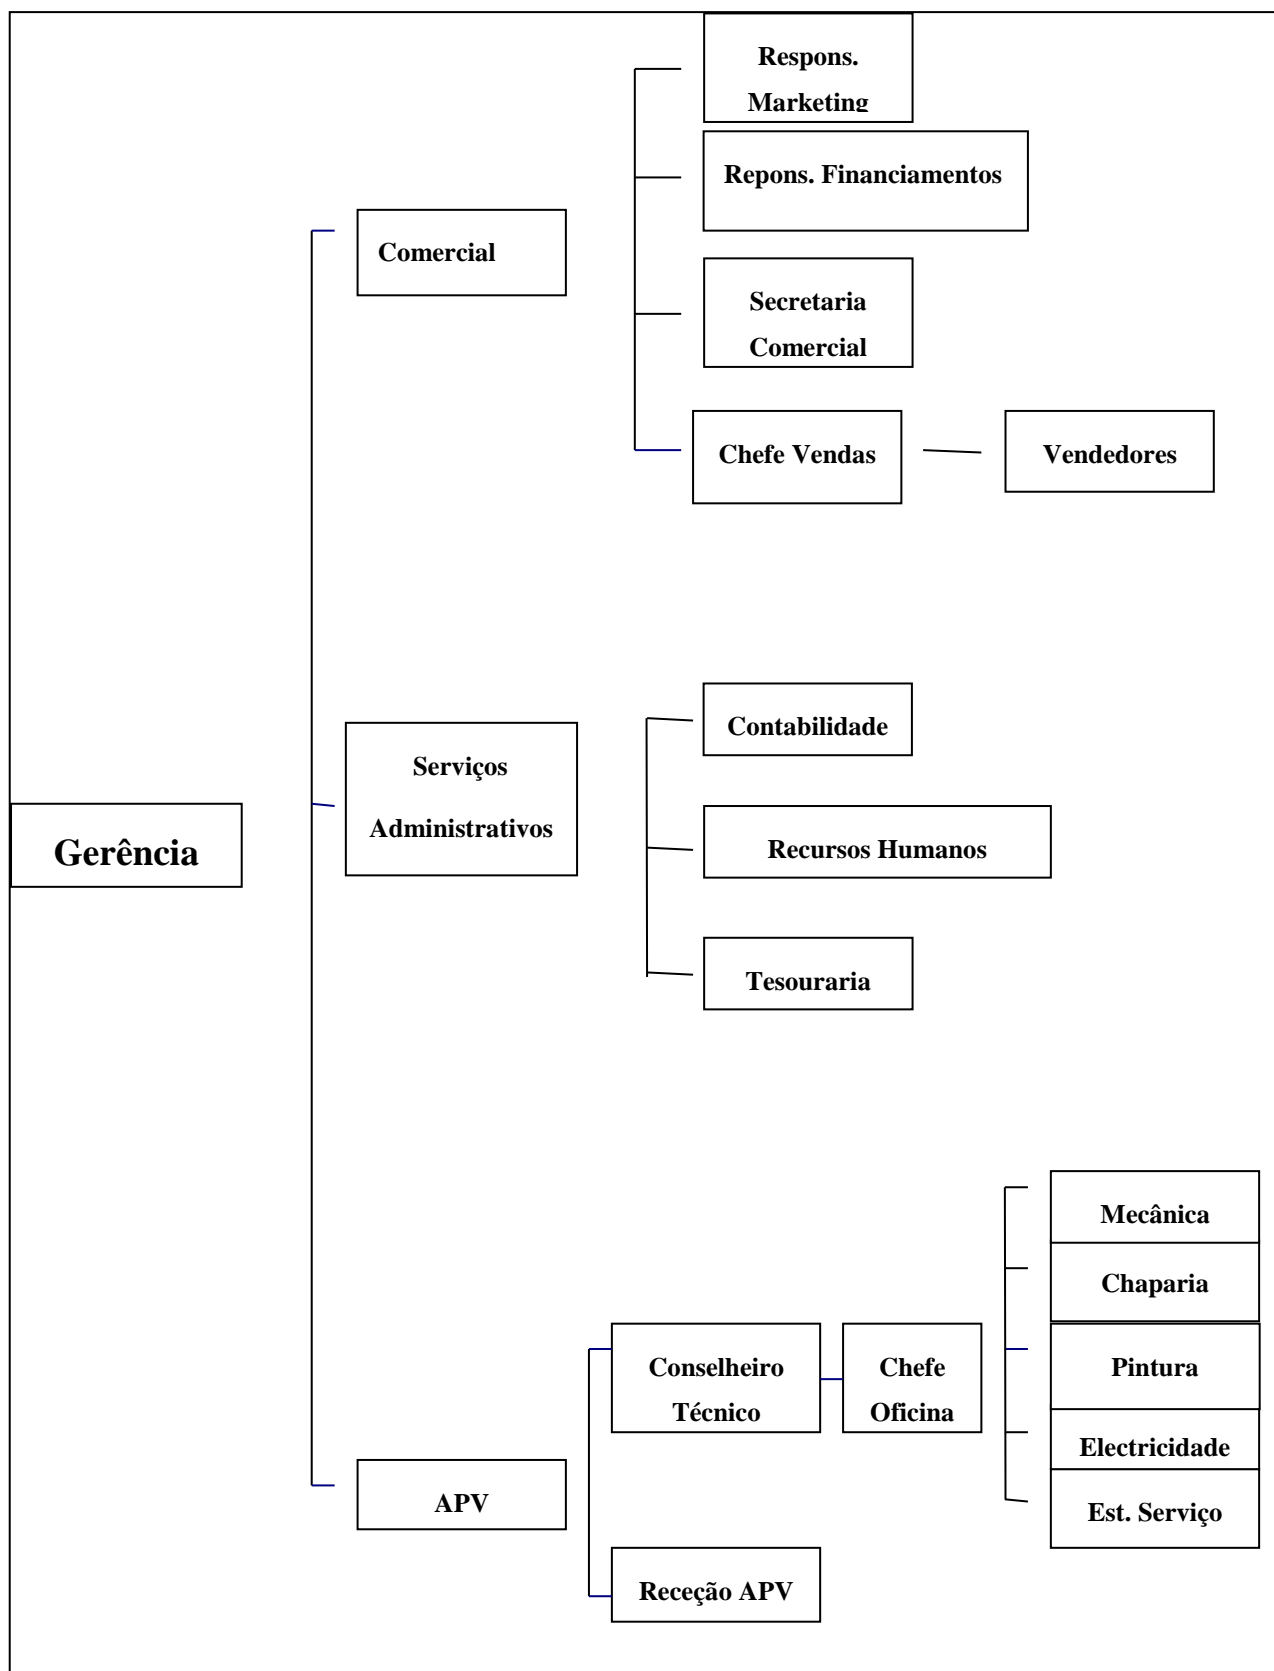 Respons.
Marketing
Repons. Financiamentos
Comercial
Secretaria
Comercial
Chefe Vendas
Vendedores
Contabilidade
Serviços
Administrativos
Gerência
Recursos Humanos
Tesouraria
Mecânica
Chaparia
Conselheiro
Técnico
Chefe
Oficina
Pintura
Electricidade
APV
Est. Serviço
Receção APV